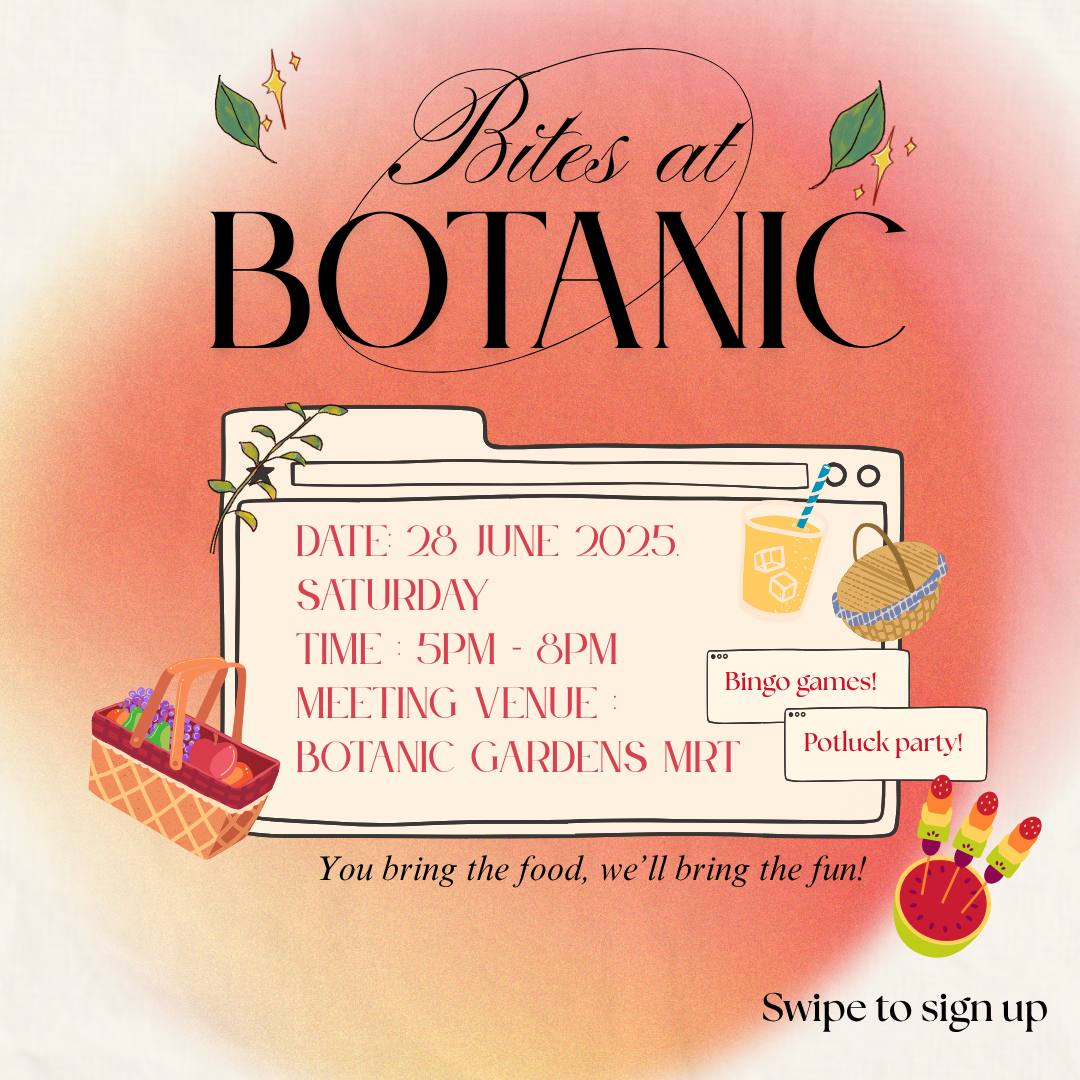 Bites at
BOTANIC
DATE: 28 JUNE 2025.
SATURDAY
TIME : 5PM - 8PM
MEETING VENUE :
BOTANIC GARDENS MRT
Bingo games!
Potluck party!
You bring the food, we'll bring the fun!
Swipe to sign up